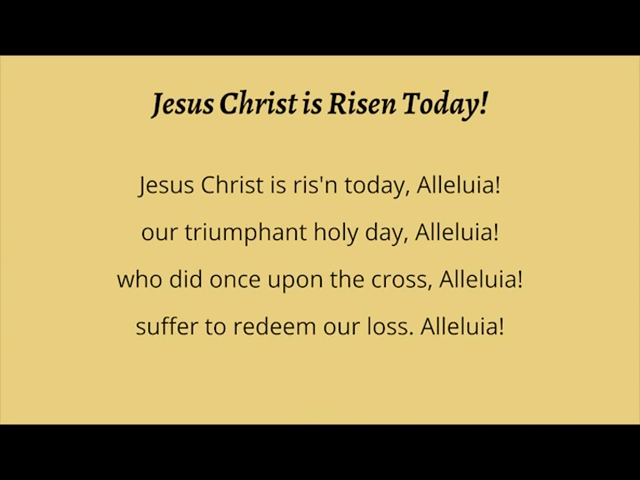 Jesus Christ is Risen Today!
Jesus Christ is ris'n today, Alleluia!
our triumphant holy day, Alleluia!
who did once upon the cross, Alleluia!
suffer to redeem our loss. Alleluia!